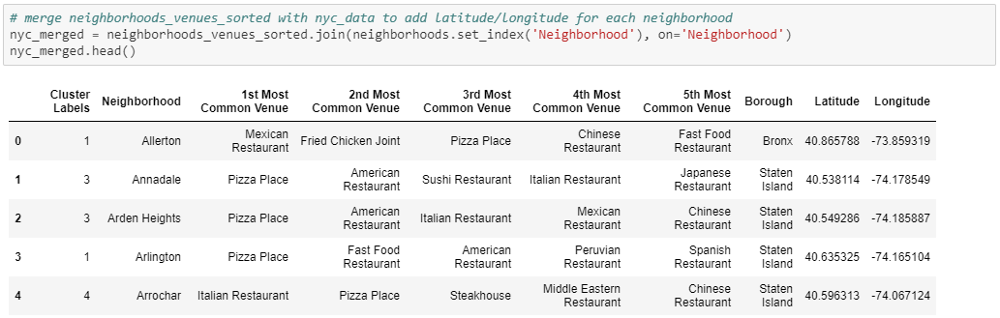 # merge neighborhoods_venues_sorted with nyc_data to add latitude/longitude for each neighborhood
nyc_merged = neighborhoods_venues_sorted.join(neighborhoods.set_index('Neighborhood'), on='Neighborhood')
nyc_merged.head()
Cluster Labels Neighborhood 1st Most Common Venue 2nd Most Common Venue 3rd Most Common Venue 4th Most Common Venue 5th Most Common Venue Borough Latitude Longitude
0 1 Allerton Mexican Restaurant Fried Chicken Joint Pizza Place Chinese Restaurant Fast Food Restaurant Bronx 40.865788 -73.859319
1 3 Annadale Pizza Place American Restaurant Sushi Restaurant Italian Restaurant Japanese Restaurant Staten Island 40.538114 -74.178549
2 3 Arden Heights Pizza Place American Restaurant Italian Restaurant Mexican Restaurant Chinese Restaurant Staten Island 40.549286 -74.185887
3 1 Arlington Pizza Place Fast Food Restaurant American Restaurant Peruvian Restaurant Spanish Restaurant Staten Island 40.635325 -74.165104
4 4 Arrochar Italian Restaurant Pizza Place Steakhouse Middle Eastern Restaurant Chinese Restaurant Staten Island 40.596313 -74.067124